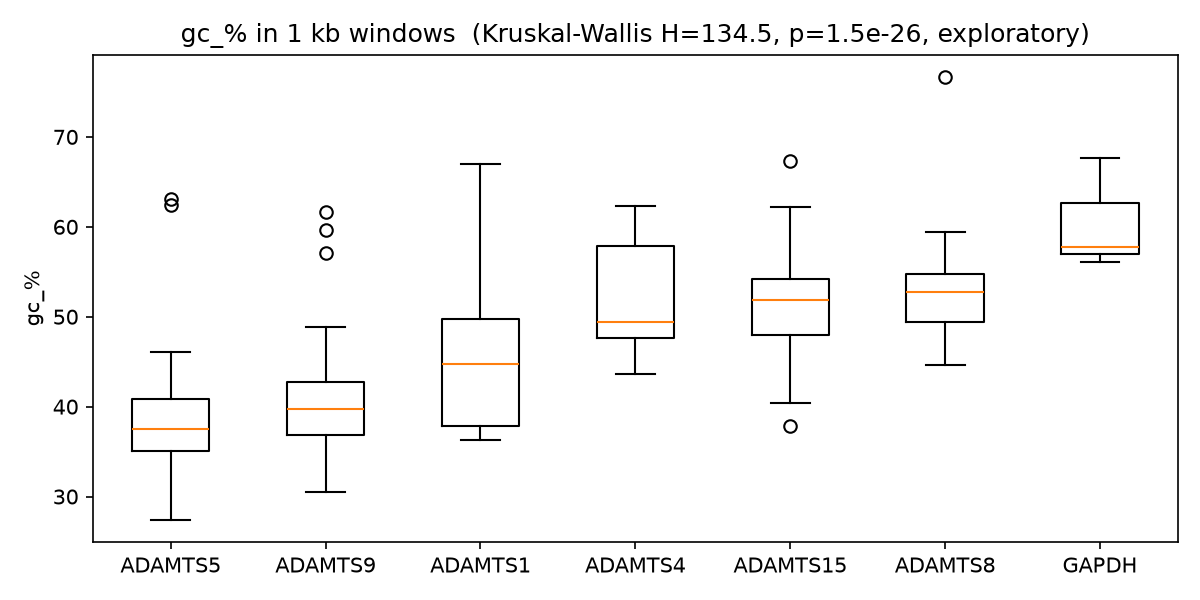 gc_% in 1 kb windows  (Kruskal-Wallis H=134.5, p=1.5e-26, exploratory)
gc_%
70
60
50
40
30
ADAMTS5 ADAMTS9 ADAMTS1 ADAMTS4 ADAMTS15 ADAMTS8 GAPDH